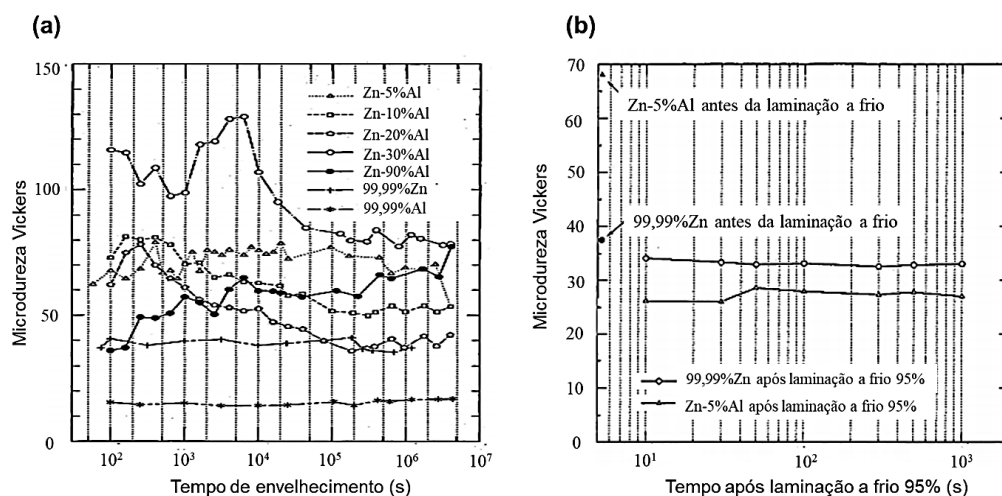 (a)
Microdureza Vickers
150
100
50
0
Zn-5%Al
Zn-10%Al
Zn-20%Al
Zn-30%Al
Zn-90%Al
99,99%Zn
99,99%Al
10² 10³ 10⁴ 10⁵ 10⁶ 10⁷
Tempo de envelhecimento (s)
(b)
Microdureza Vickers
70
60
50
40
30
20
10
0
Zn-5%Al antes da laminação a frio
99,99%Zn antes da laminação a frio
99,99%Zn após laminação a frio 95%
Zn-5%Al após laminação a frio 95%
10¹ 10² 10³
Tempo após laminação a frio 95% (s)